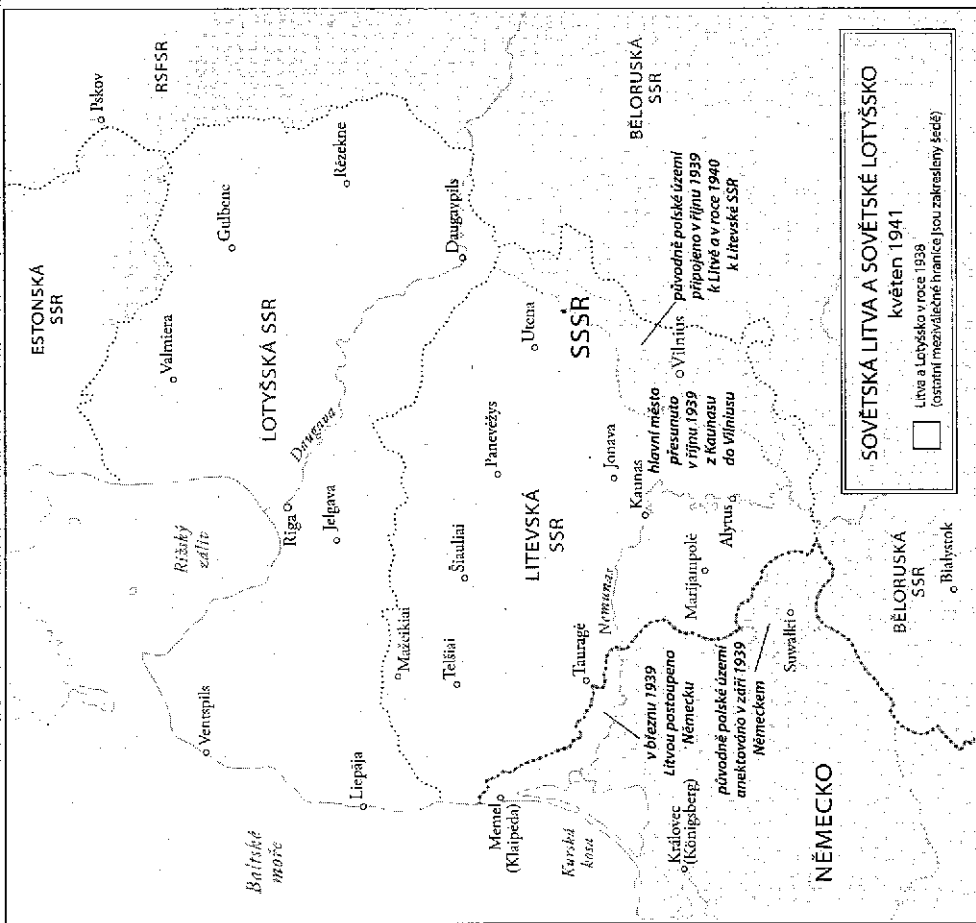 ESTONSKÁ
SSR
Pskov
RSFSR
Valmiera
Gulbene
Rižský
záliv
LOTYŠSKÁ SSR
Rēzekne
Ventspils
Riga
Daugava
Jelgava
Baltské
moře
Liepāja
Daugavpils
Mažeikiai
Telšiai
Šiauliai
Panevėžys
Utena
BĚLORUSKÁ
SSR
LITEVSKÁ
SSR
SSSR
Memel
(Klaipėda)
Kurská
kosa
Tauragė
Nemunas
Jonava
Kaunas
Vilnius
původně polské území
připojeno v říjnu 1939
k Litvě a v roce 1940
k Litevské SSR
hlavní město
přesunuto
v říjnu 1939
z Kaunasu
do Vilniusu
v březnu 1939
Litvou postoupeno
Německu
Královec
(Königsberg)
Marijampolė
Alytus
původně polské území
anektováno v září 1939
Německem
Suwałki
NĚMECKO
BĚLORUSKÁ
SSR
Białystok
SOVĚTSKÁ LITVA A SOVĚTSKÉ LOTYŠSKO
květen 1941
Litva a Lotyšsko v roce 1938
(ostatní meziválečné hranice jsou zakresleny šedě)